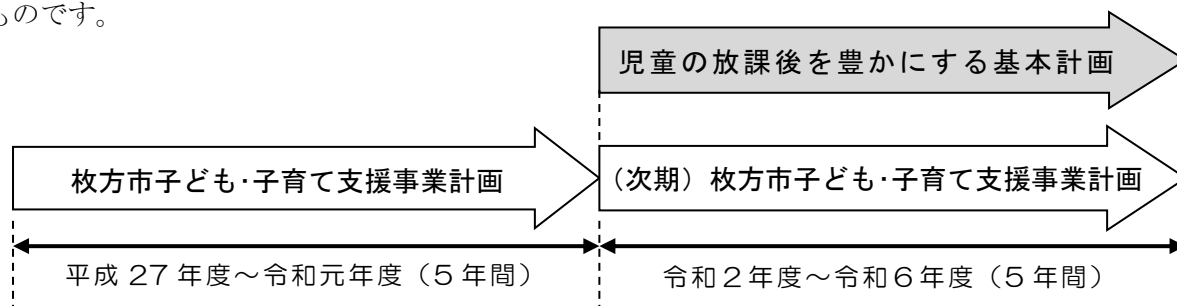 ものです。
児童の放課後を豊かにする基本計画
枚方市子ども・子育て支援事業計画
（次期）枚方市子ども・子育て支援事業計画
平成 27 年度～令和元年度（5 年間）
令和２年度～令和６年度（5 年間）